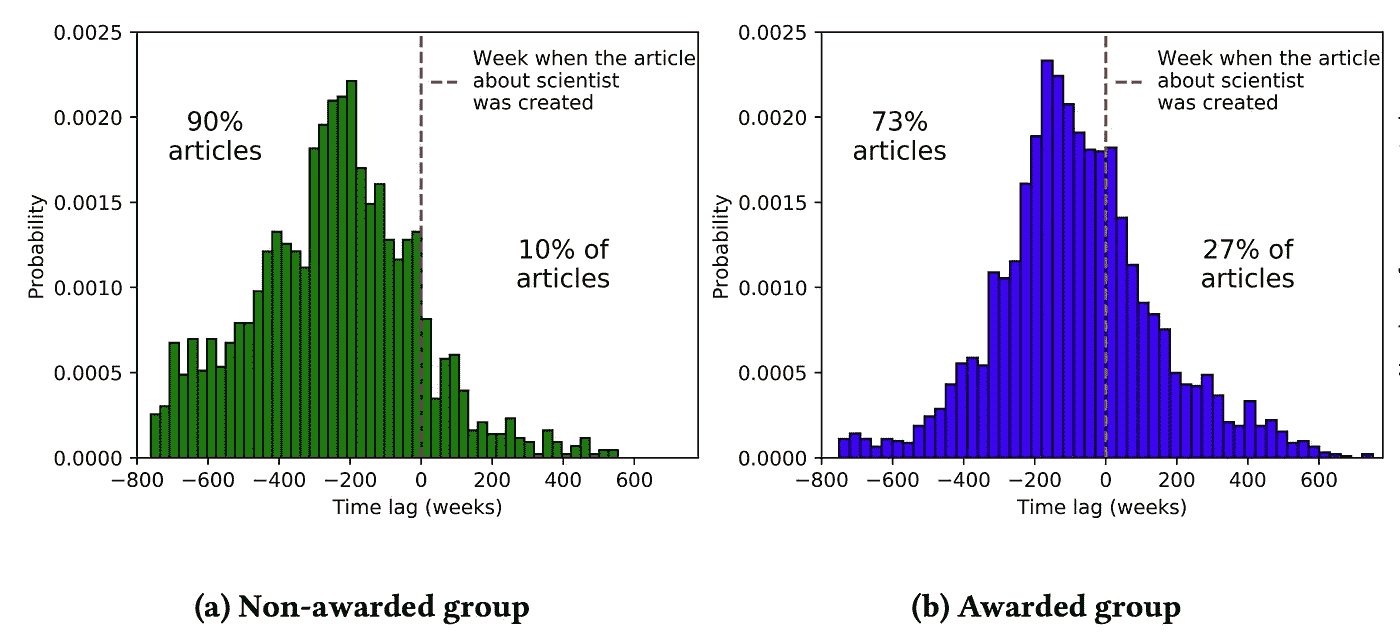 0.0025
0.0020
0.0015
0.0010
0.0005
0.0000
Probability
90%
articles
Week when the article
about scientist
was created
10% of
articles
−800 −600 −400 −200 0 200 400 600
Time lag (weeks)
(a) Non-awarded group
0.0025
0.0020
0.0015
0.0010
0.0005
0.0000
Probability
73%
articles
Week when the article
about scientist
was created
27% of
articles
−800 −600 −400 −200 0 200 400 600
Time lag (weeks)
(b) Awarded group